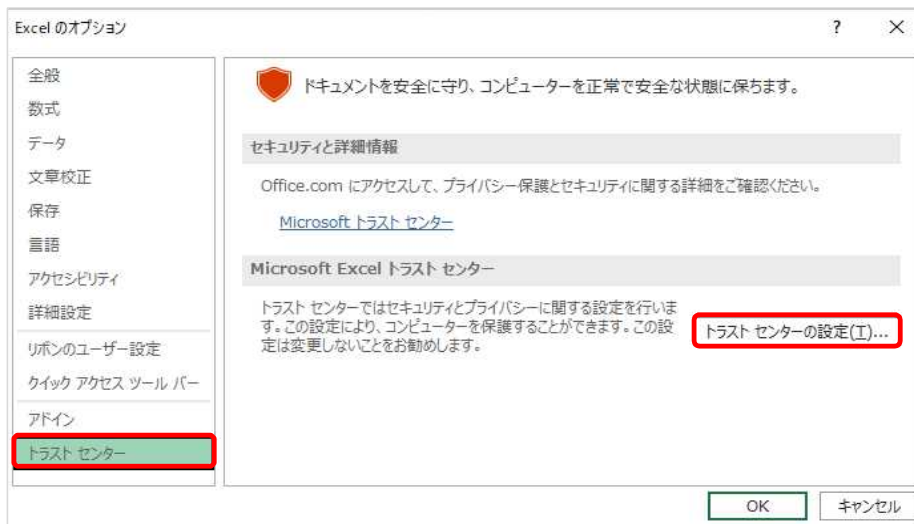 Excel のオプション ? ×
全般
数式
データ
文章校正
保存
言語
アクセシビリティ
詳細設定
リボンのユーザー設定
クイック アクセス ツール バー
アドイン
トラスト センター
ドキュメントを安全に守り、コンピューターを正常で安全な状態に保ちます。
セキュリティと詳細情報
Office.com にアクセスして、プライバシー保護とセキュリティに関する詳細をご確認ください。
Microsoft トラスト センター
Microsoft Excel トラスト センター
トラスト センターではセキュリティとプライバシーに関する設定を行いま
す。この設定により、コンピューターを保護することができます。この設
定は変更しないことをお勧めします。
トラスト センターの設定(T)...
OK キャンセル